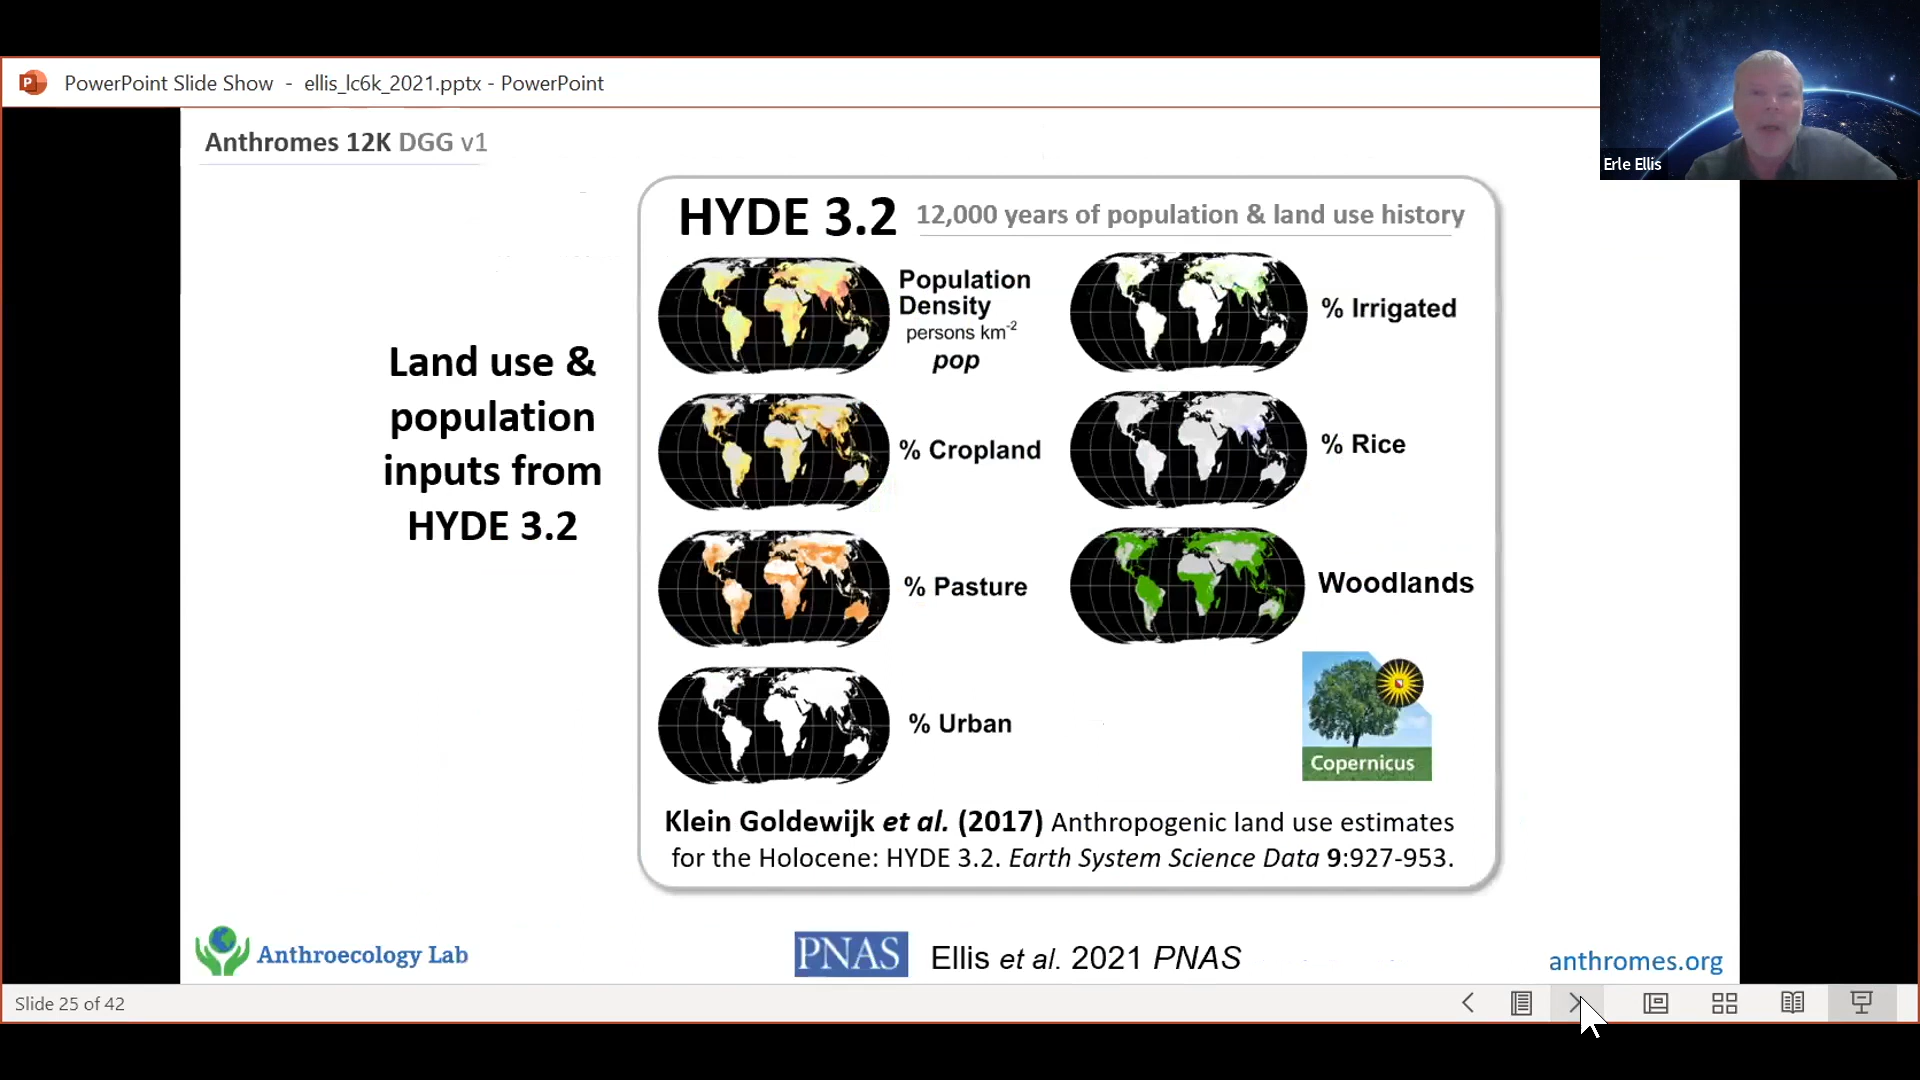 PowerPoint Slide Show - ellis_lc6k_2021.pptx - PowerPoint
Erle Ellis
Anthromes 12K DGG v1
Land use &
population
inputs from
HYDE 3.2
HYDE 3.2 12,000 years of population & land use history
Population
Density
persons km-2
pop
% Cropland
% Pasture
% Urban
% Irrigated
% Rice
Woodlands
Copernicus
Klein Goldewijk et al. (2017) Anthropogenic land use estimates
for the Holocene: HYDE 3.2. Earth System Science Data 9:927-953.
Anthroecology Lab
PNAS Ellis et al. 2021 PNAS
anthromes.org
Slide 25 of 42